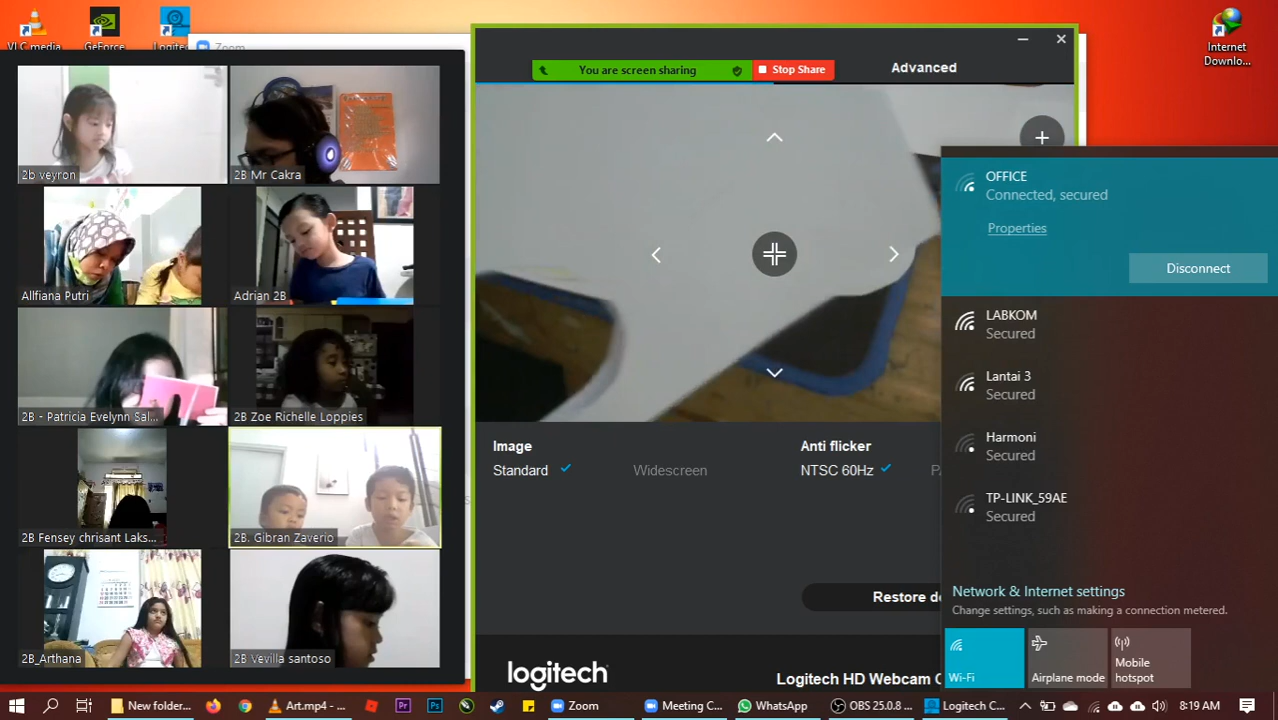 VLC media
GeForce
Logitec
Internet
Downlo...
Zoom
You are screen sharing
Stop Share
Advanced
2b veyron
2B Mr Cakra
Allfiana Putri
Adrian 2B
2B - Patricia Evelynn Sal...
2B Zoe Richelle Loppies
2B Fensey chrisant Laks...
2B. Gibran Zaverio
2B_Arthana
2B Vevilla santoso
Image
Standard
Widescreen
Anti flicker
NTSC 60Hz
Restore de
logitech
Logitech HD Webcam C
OFFICE
Connected, secured
Properties
Disconnect
LABKOM
Secured
Lantai 3
Secured
Harmoni
Secured
TP-LINK_59AE
Secured
Network & Internet settings
Change settings, such as making a connection metered.
Wi-Fi
Airplane mode
Mobile
hotspot
New folder...
Art.mp4 - ...
Pr
Ps
Zoom
Meeting C...
WhatsApp
OBS 25.0.8 ...
Logitech C...
8:19 AM